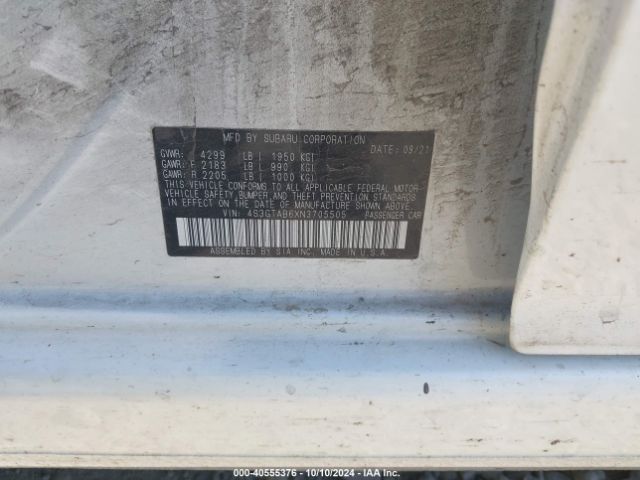 MFD BY SUBARU CORPORATION DATE: 09/21
GVWR: 4299 LB ( 1950 KG)
GAWR: F 2183 LB ( 990 KG)
GAWR: R 2205 LB ( 1000 KG)
THIS VEHICLE CONFORMS TO ALL APPLICABLE FEDERAL MOTOR
VEHICLE SAFETY BUMPER AND THEFT PREVENTION STANDARDS
IN EFFECT ON THE DATE OF MANUFACTURE SHOWN ABOVE.
VIN: 4S3GTAB6XN3705505 PASSENGER CAR
ASSEMBLED BY SIA INC, MADE IN U.S.A.
000-40555376 - 10/10/2024 - IAA Inc.